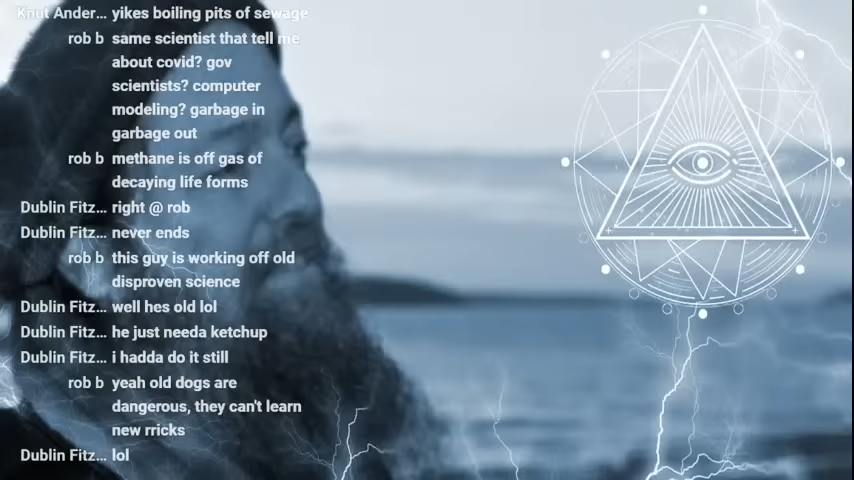 Knut Ander... yikes boiling pits of sewage
rob b same scientist that tell me
about covid? gov
scientists? computer
modeling? garbage in
garbage out
rob b methane is off gas of
decaying life forms
Dublin Fitz... right @ rob
Dublin Fitz... never ends
rob b this guy is working off old
disproven science
Dublin Fitz... well hes old lol
Dublin Fitz... he just needa ketchup
Dublin Fitz... i hadda do it still
rob b yeah old dogs are
dangerous, they can't learn
new rricks
Dublin Fitz... lol